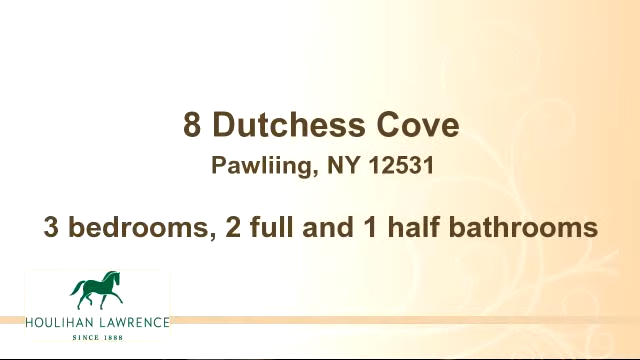 8 Dutchess Cove
Pawliing, NY 12531
3 bedrooms, 2 full and 1 half bathrooms
HOULIHAN LAWRENCE
SINCE 1888